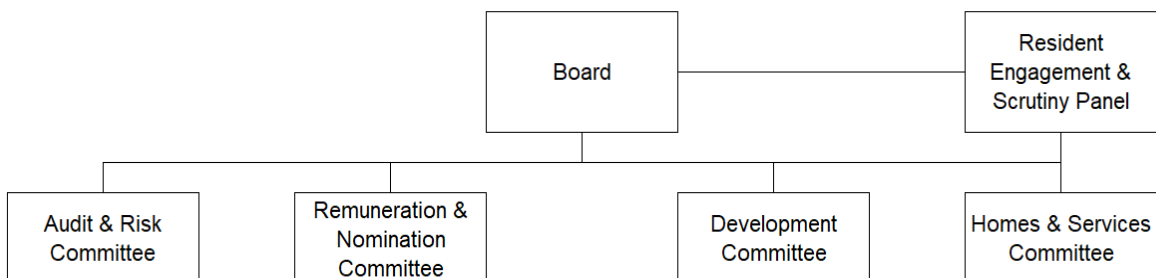 Board
Resident
Engagement &
Scrutiny Panel
Audit & Risk
Committee
Remuneration &
Nomination
Committee
Development
Committee
Homes & Services
Committee